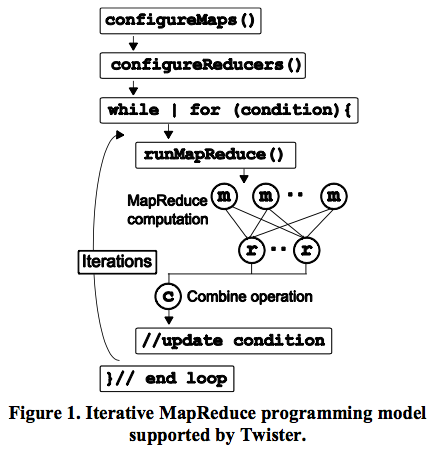 configureMaps()
configureReducers()
while | for (condition){
runMapReduce()
MapReduce
computation
m m ·· m
r ·· r
Iterations
c Combine operation
//update condition
}// end loop
Figure 1. Iterative MapReduce programming model
supported by Twister.